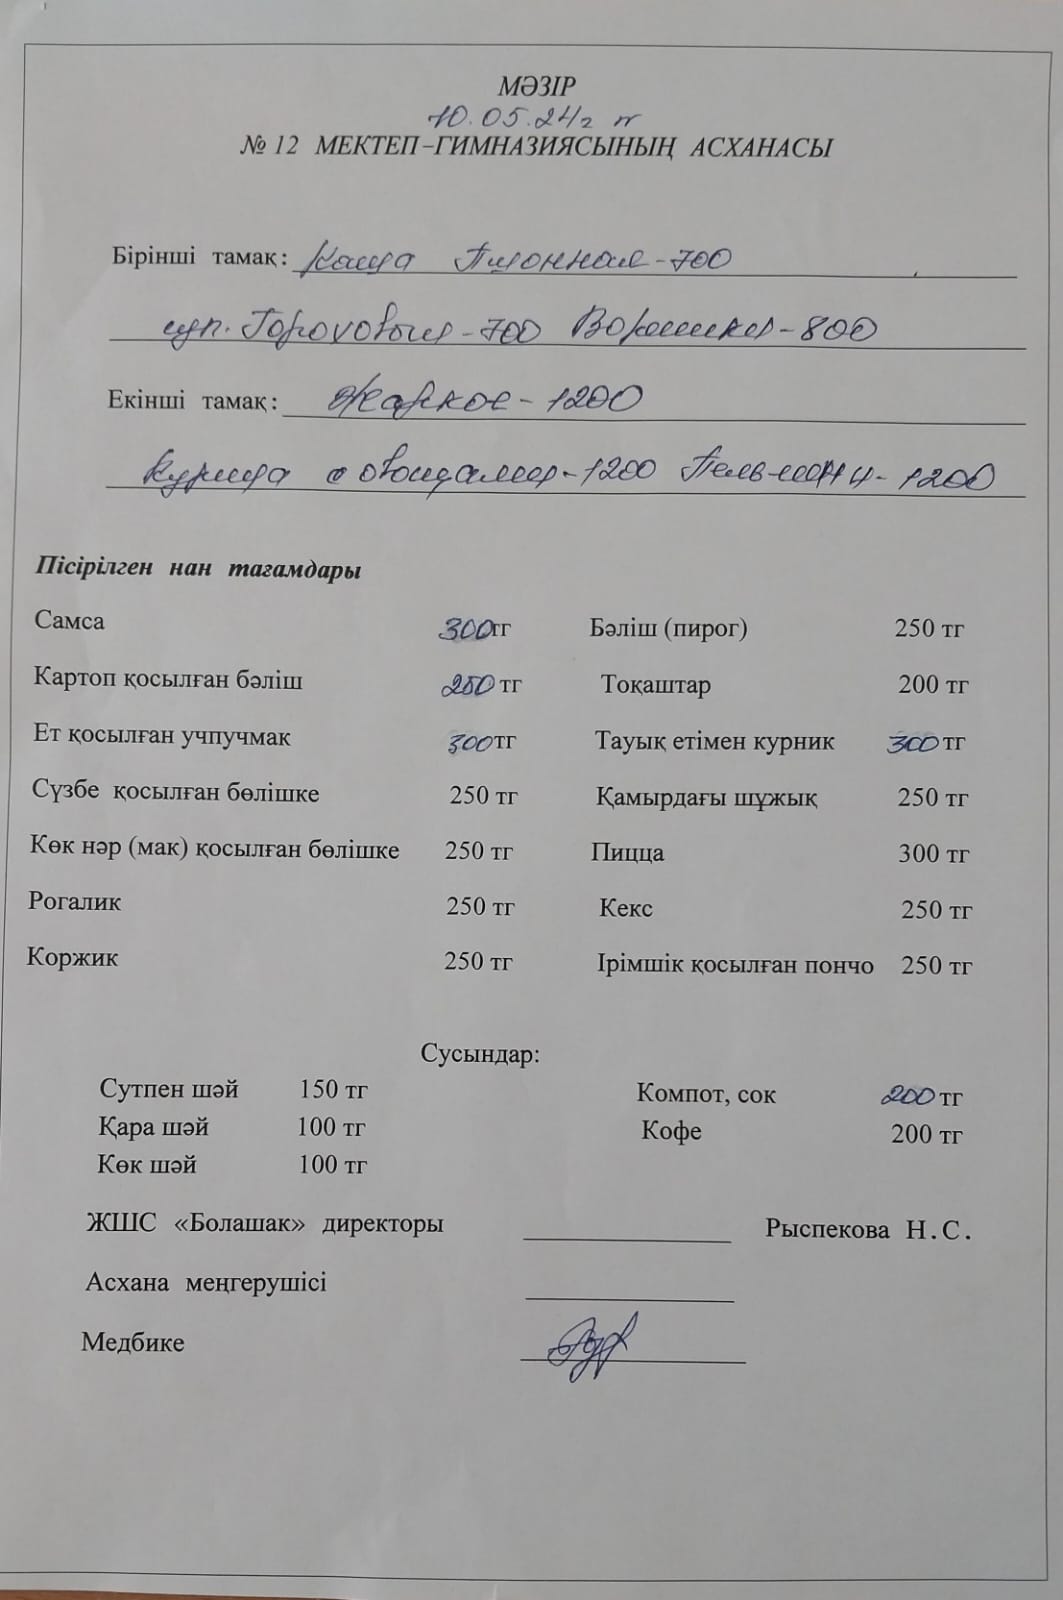 МӘЗІР
10.05.24г
№ 12 МЕКТЕП-ГИМНАЗИЯСЫНЫҢ АСХАНАСЫ
Бірінші тамақ: Каша Пшонная-700
суп. Гороховый-700 Вареники-800
Екінші тамақ: Жаркое-1200
Курица с овощами-1200 Пельмени-1200
Пісірілген нан тағамдары
Самса 300тг Бәліш (пирог) 250 тг
Картоп қосылған бәліш 250 тг Тоқаштар 200 тг
Ет қосылған учпучмак 300тг Тауық етімен курник 300 тг
Сүзбе қосылған бөлішке 250 тг Қамырдағы шұжық 250 тг
Көк нәр (мак) қосылған бөлішке 250 тг Пицца 300 тг
Рогалик 250 тг Кекс 250 тг
Коржик 250 тг Ірімшік қосылған пончо 250 тг
Сусындар:
Сутпен шәй 150 тг Компот, сок 200 тг
Қара шәй 100 тг Кофе 200 тг
Көк шәй 100 тг
ЖШС «Болашак» директоры Рыспекова Н.С.
Асхана меңгерушісі
Медбике